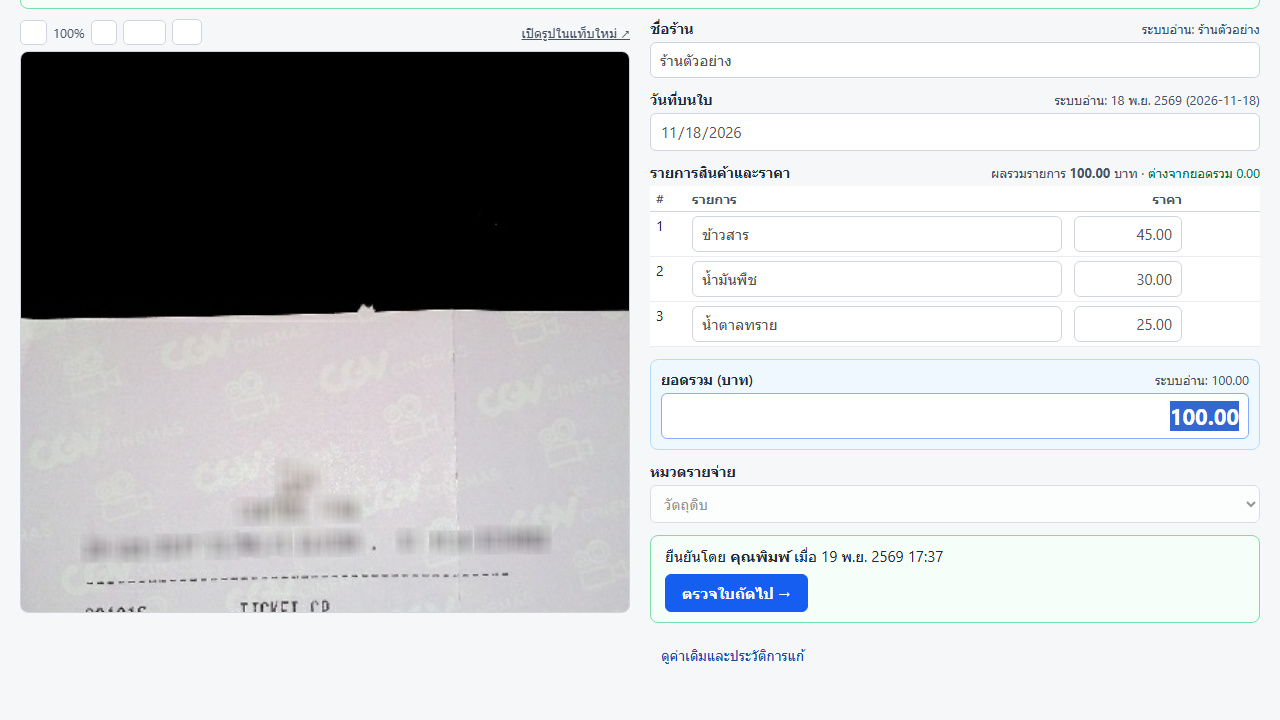 100%
เปิดรูปในแท็บใหม่ ↗
CGV CINEMAS
CGV CINEMAS
CGV CINEMAS
CGV CINEMAS
TICKET CP
ชื่อร้าน
ระบบอ่าน: ร้านตัวอย่าง
ร้านตัวอย่าง
วันที่บนใบ
ระบบอ่าน: 18 พ.ย. 2569 (2026-11-18)
11/18/2026
รายการสินค้าและราคา
ผลรวมรายการ 100.00 บาท · ต่างจากยอดรวม 0.00
# รายการ ราคา
1 ข้าวสาร 45.00
2 น้ำมันพืช 30.00
3 น้ำตาลทราย 25.00
ยอดรวม (บาท)
ระบบอ่าน: 100.00
100.00
หมวดรายจ่าย
วัตถุดิบ
ยืนยันโดย คุณพิมพ์ เมื่อ 19 พ.ย. 2569 17:37
ตรวจใบถัดไป →
ดูค่าเดิมและประวัติการแก้